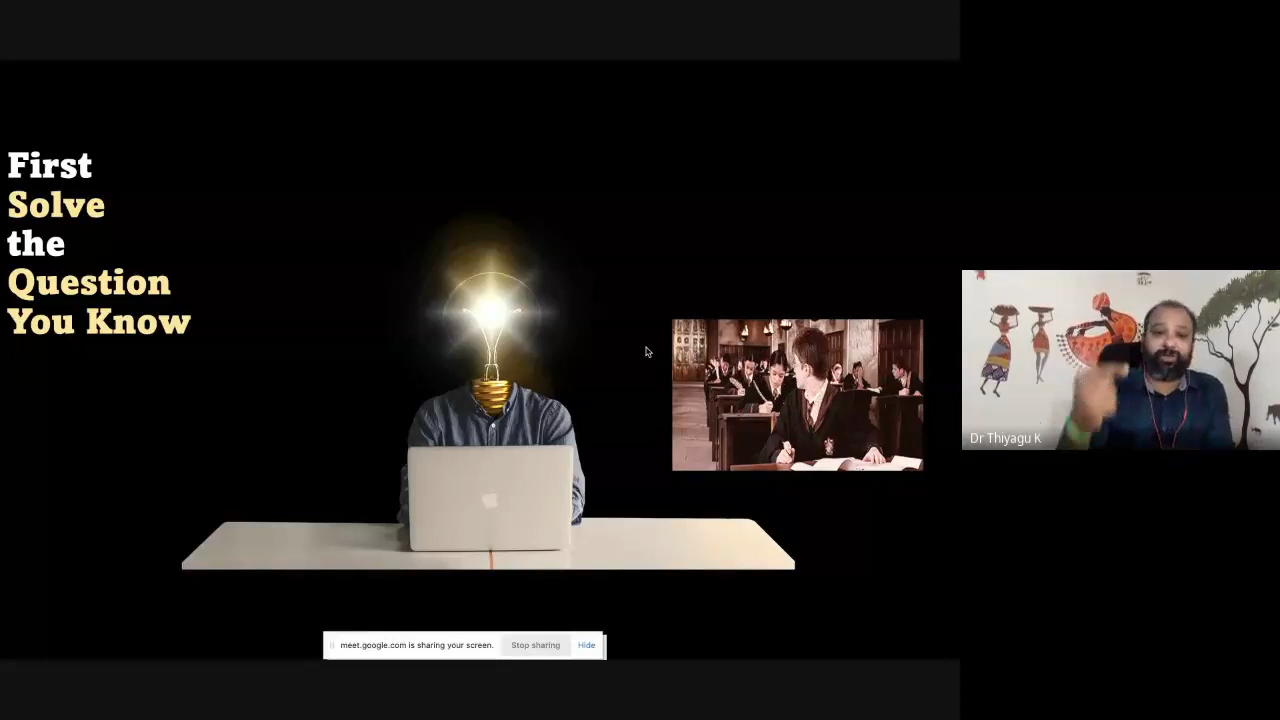 First
Solve
the
Question
You Know
Dr Thiyagu K
meet.google.com is sharing your screen. Stop sharing Hide